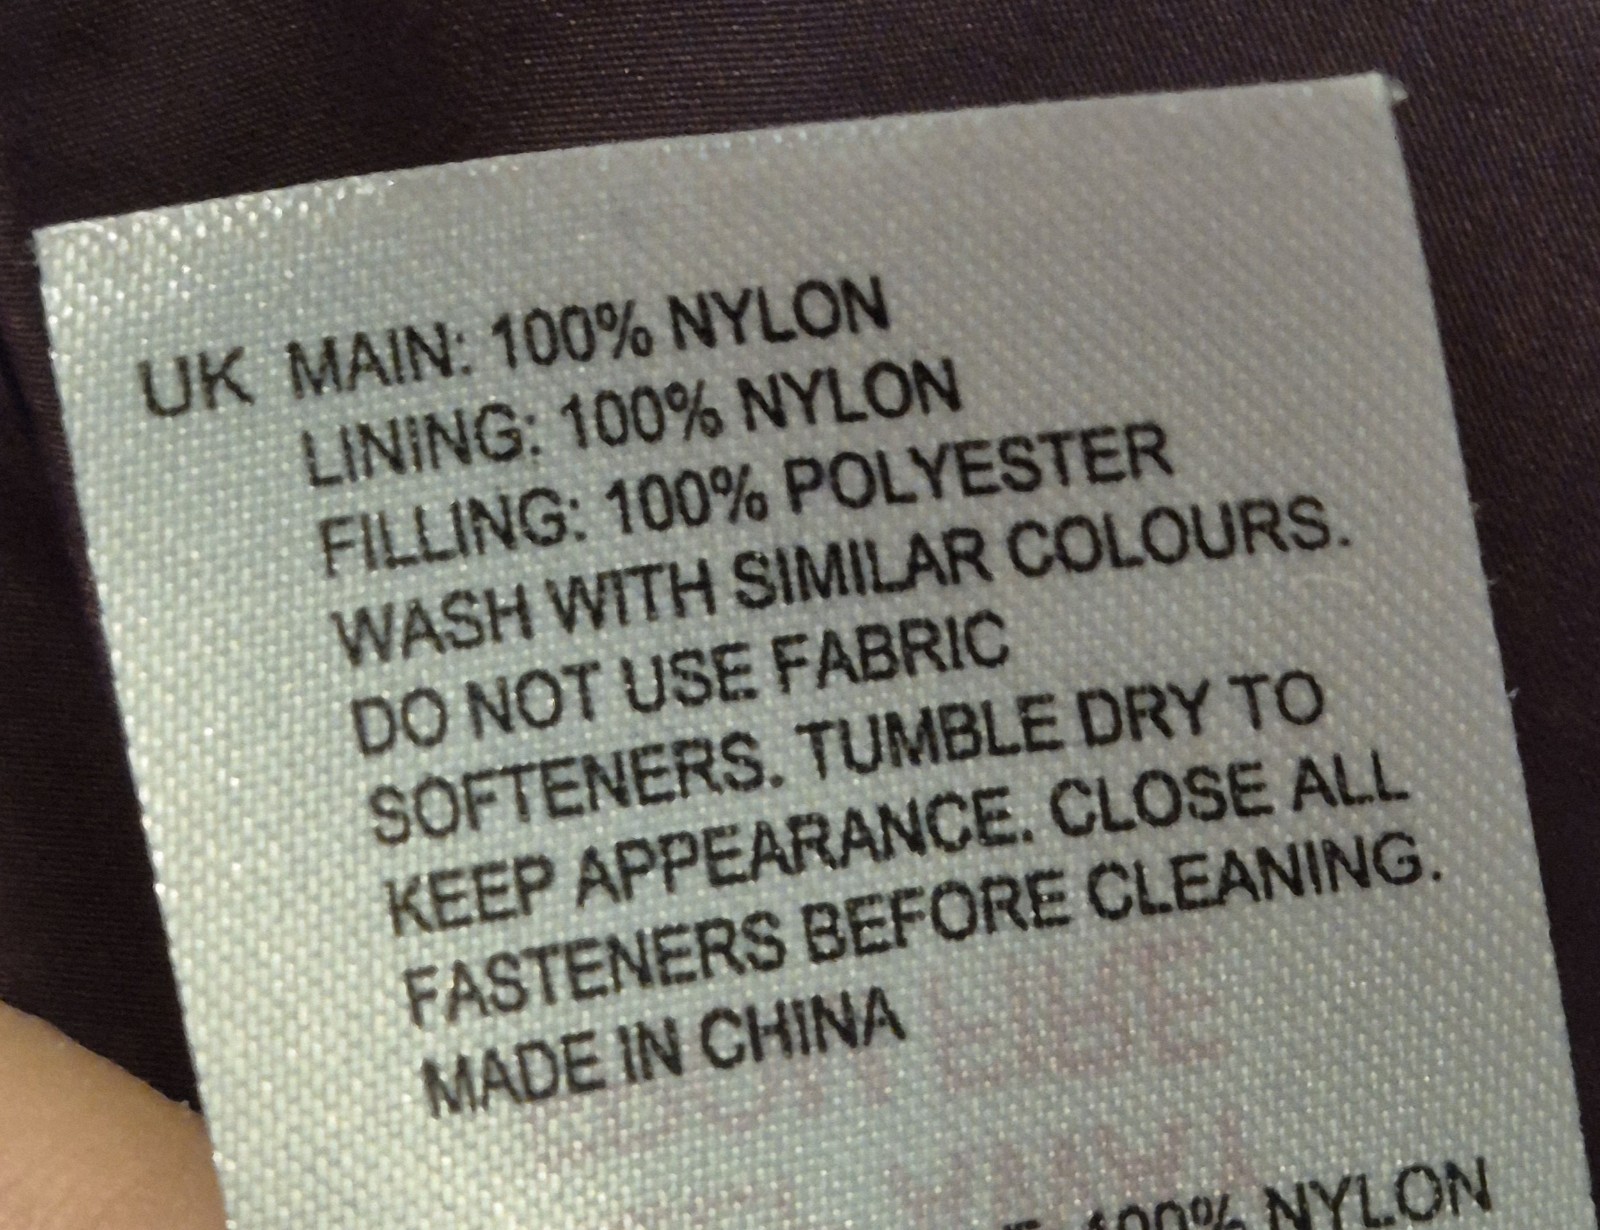 UK MAIN: 100% NYLON
LINING: 100% NYLON
FILLING: 100% POLYESTER
WASH WITH SIMILAR COLOURS.
DO NOT USE FABRIC
SOFTENERS. TUMBLE DRY TO
KEEP APPEARANCE. CLOSE ALL
FASTENERS BEFORE CLEANING.
MADE IN CHINA
100% NYLON